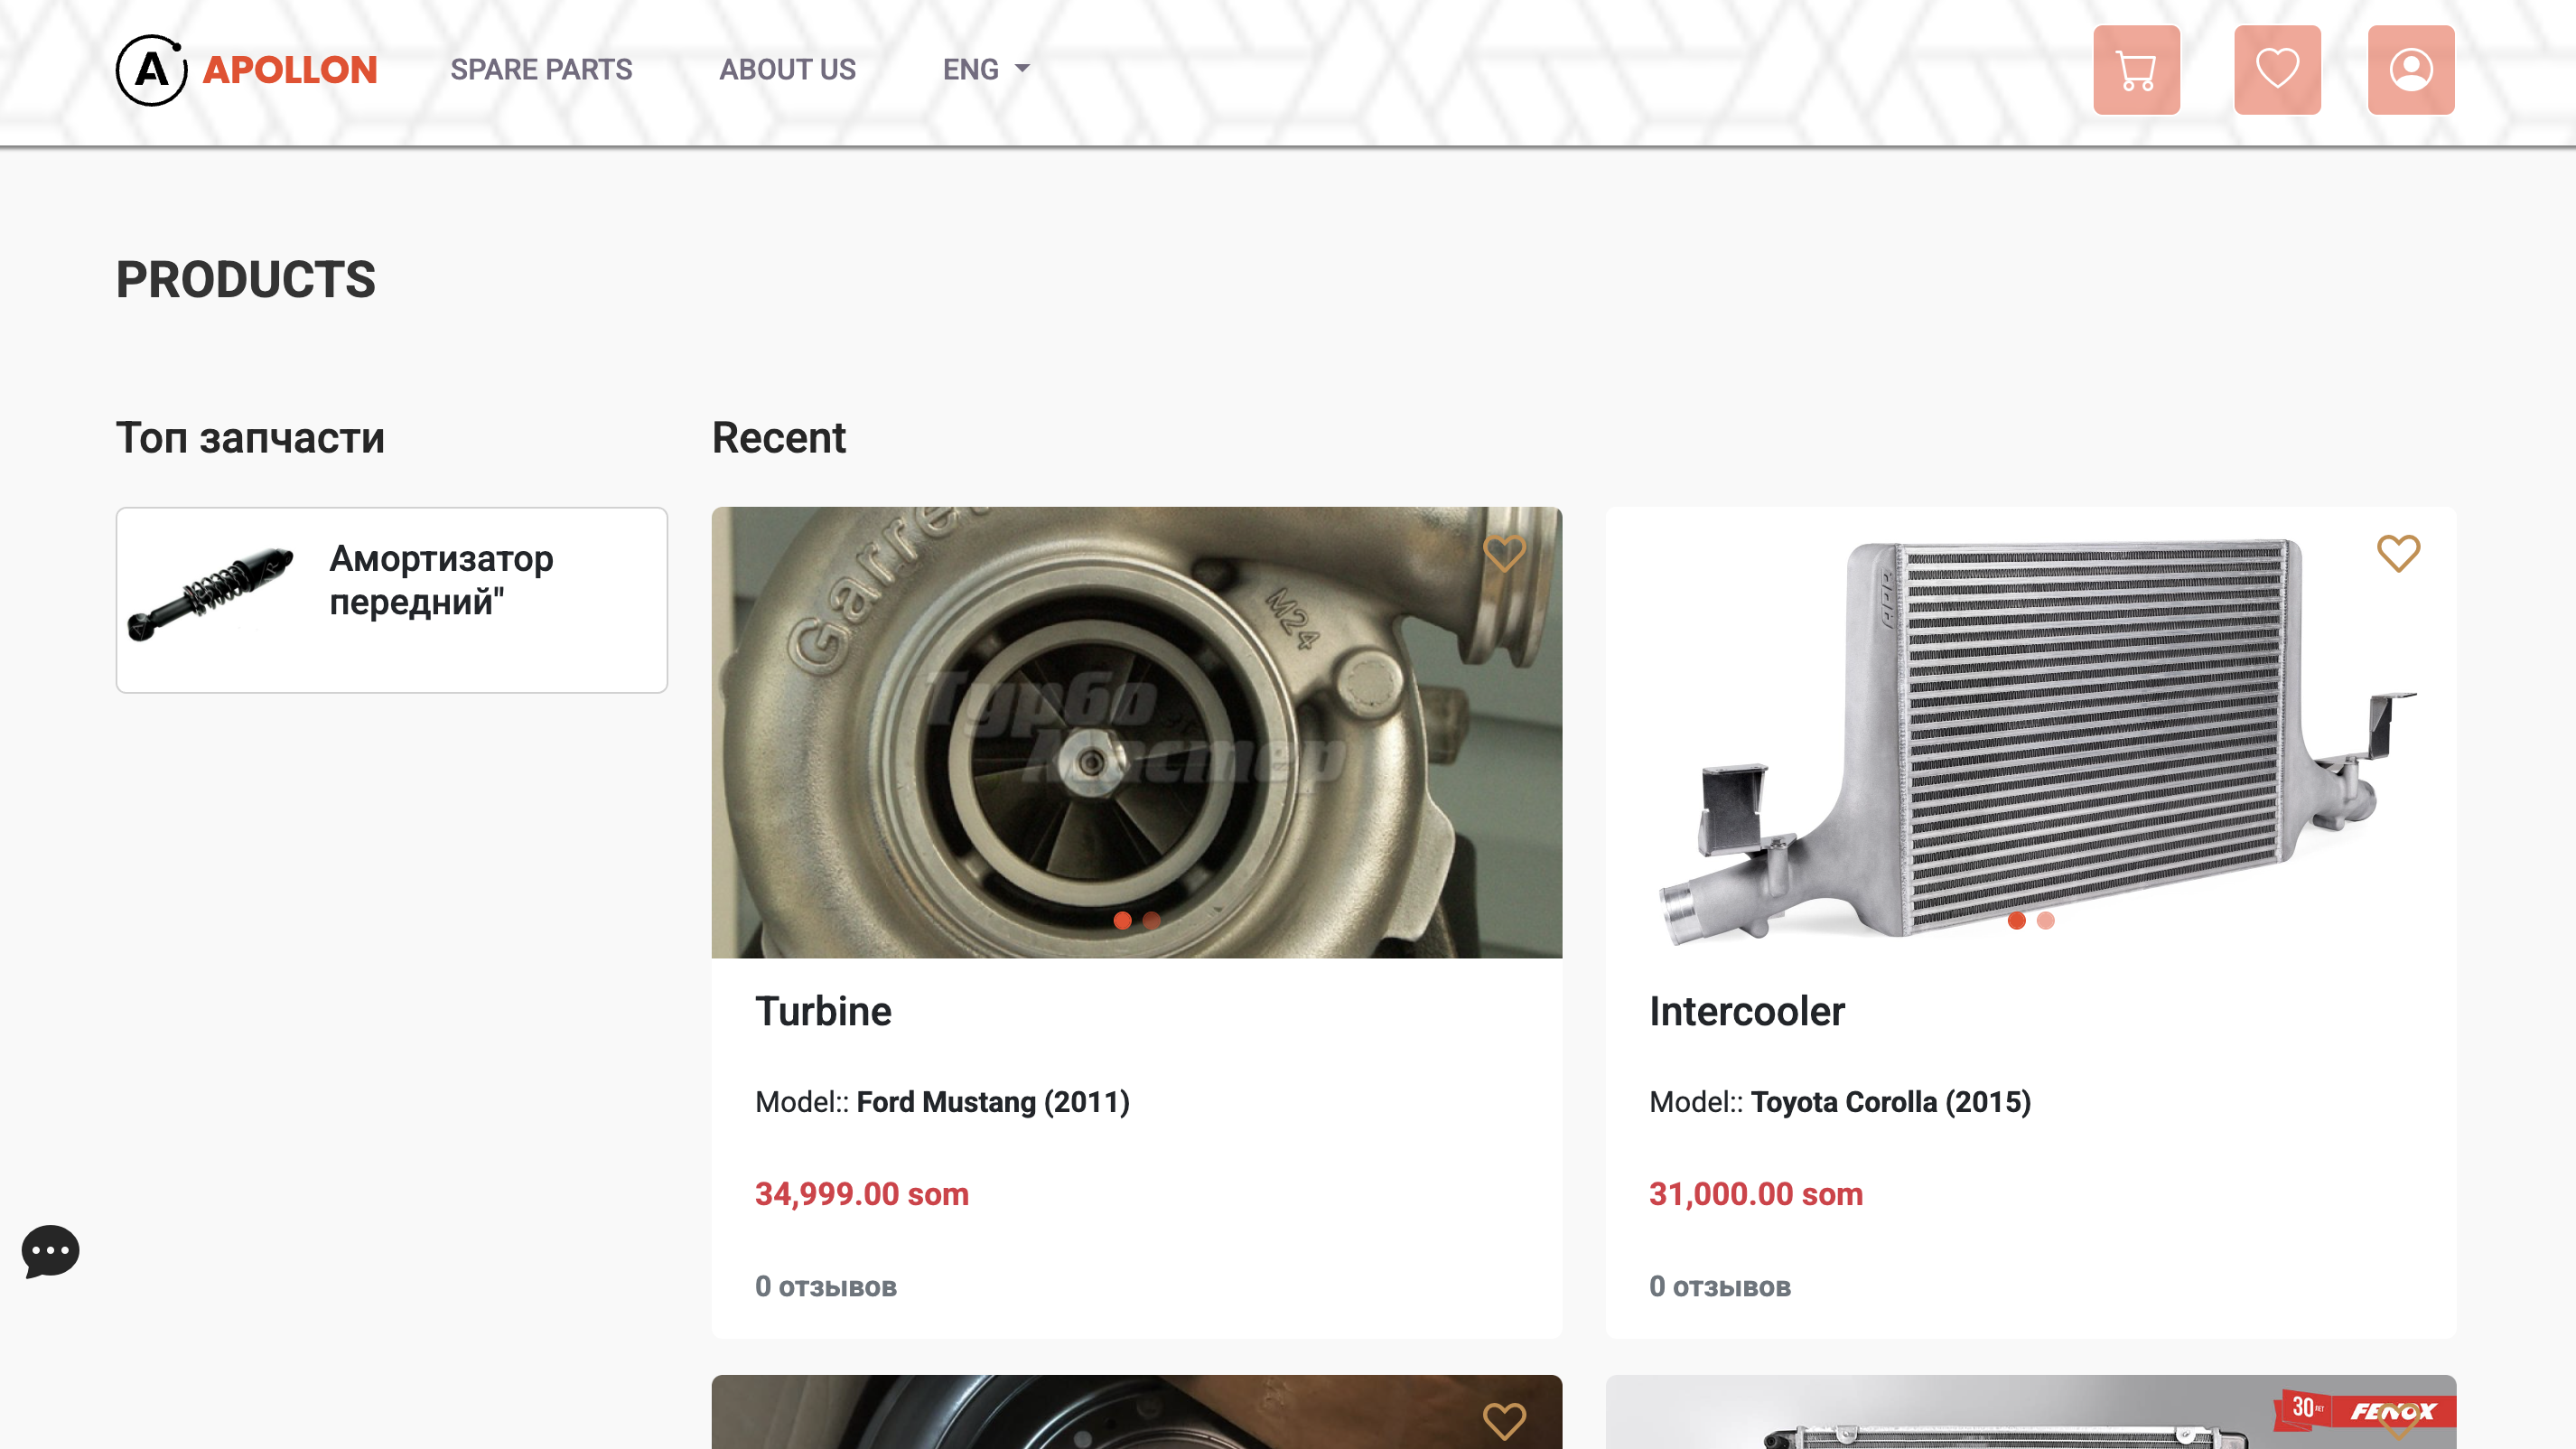 A APOLLON
SPARE PARTS
ABOUT US
ENG
PRODUCTS
Топ запчасти
Амортизатор
передний"
Recent
Garret
M24
Турбо
Мастер
Turbine
Model:: Ford Mustang (2011)
34,999.00 som
0 отзывов
Intercooler
Model:: Toyota Corolla (2015)
31,000.00 som
0 отзывов
30 ЛЕТ
FENOX